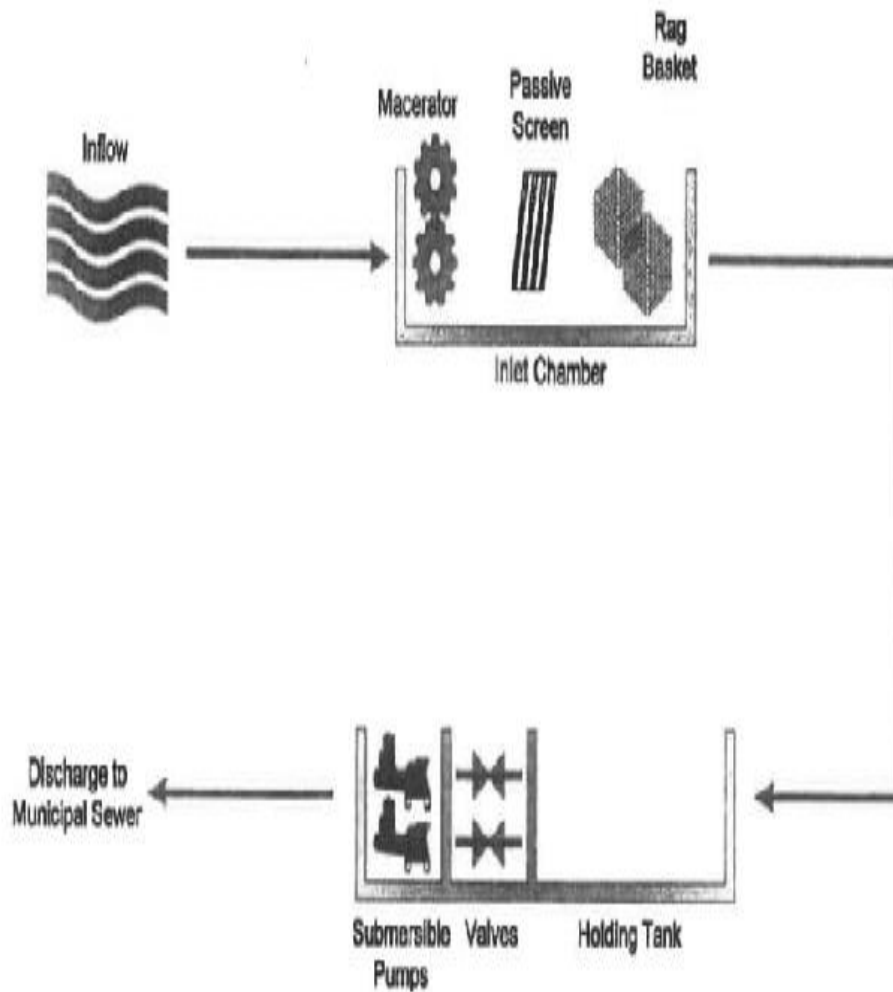 Inflow
Macerator
Passive
Screen
Rag
Basket
Inlet Chamber
Discharge to
Municipal Sewer
Submersible
Pumps
Valves
Holding Tank